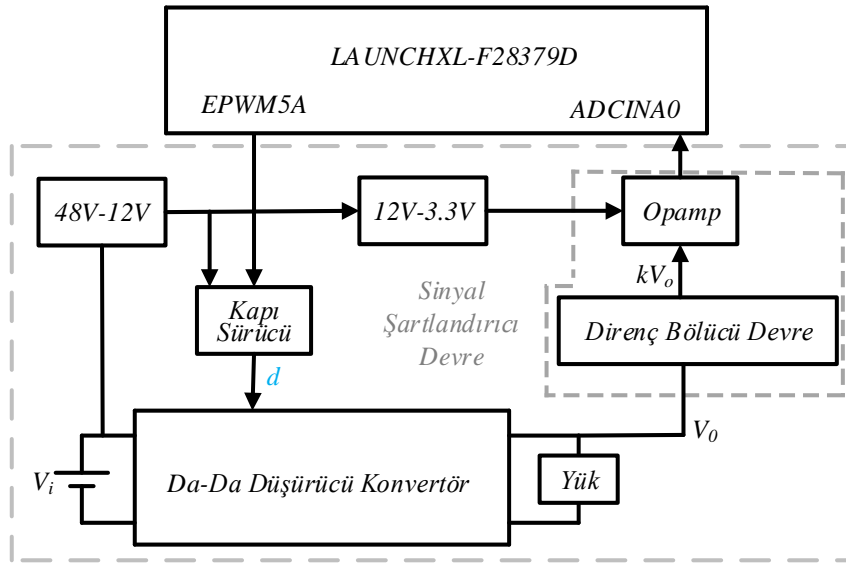 LAUNCHXL-F28379D
EPWM5A
ADCINA0
48V-12V
12V-3.3V
Opamp
kVo
Kapı
Sürücü
Sinyal
Şartlandırıcı
Devre
Direnç Bölücü Devre
d
V0
Vi
Da-Da Düşürücü Konvertör
Yük